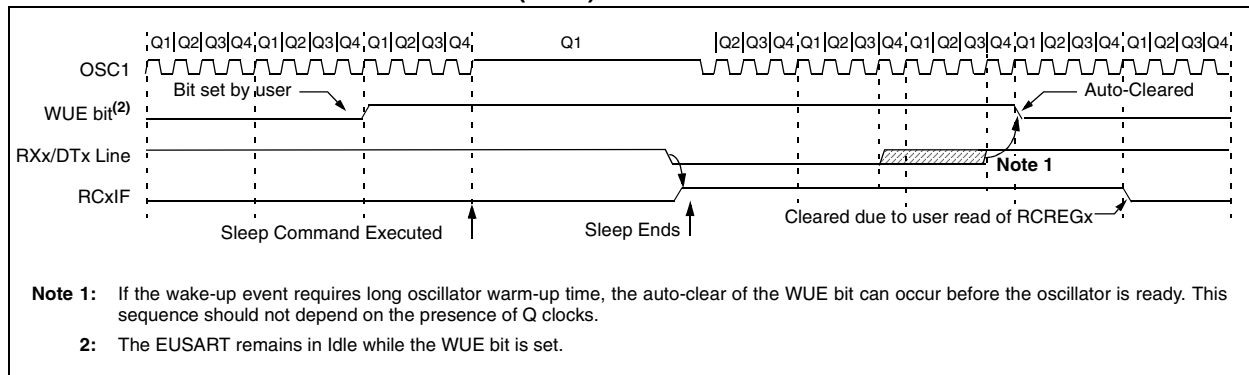 Q1 Q2 Q3 Q4 Q1 Q2 Q3 Q4 Q1 Q2 Q3 Q4 Q1 Q2 Q3 Q4 Q1 Q2 Q3 Q4 Q1 Q2 Q3 Q4 Q1 Q2 Q3 Q4 Q1 Q2 Q3 Q4
OSC1
Bit set by user
Auto-Cleared
WUE bit(2)
RXx/DTx Line
Note 1
RCxIF
Cleared due to user read of RCREGx
Sleep Command Executed
Sleep Ends
Note 1: If the wake-up event requires long oscillator warm-up time, the auto-clear of the WUE bit can occur before the oscillator is ready. This
sequence should not depend on the presence of Q clocks.
2: The EUSART remains in Idle while the WUE bit is set.